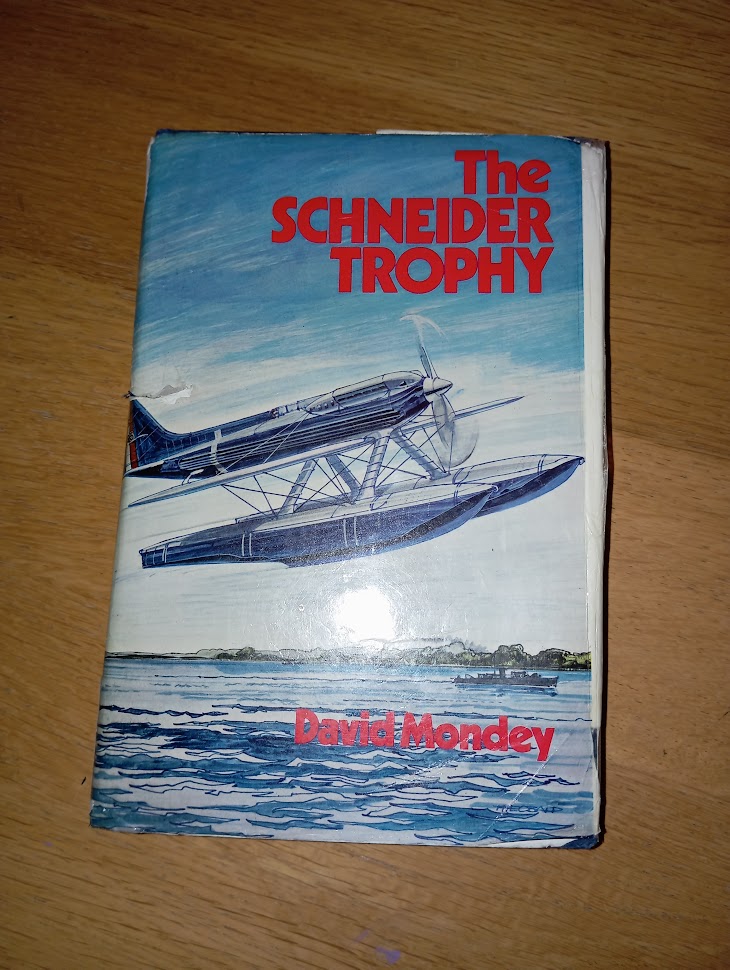 The
SCHNEIDER
TROPHY
David Mondey